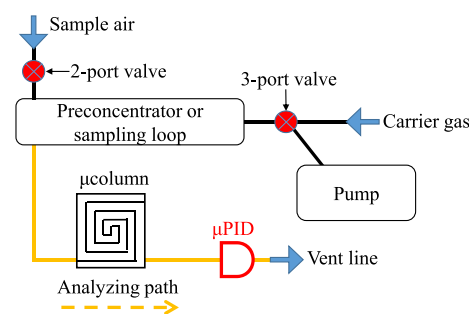 Sample air
2-port valve
3-port valve
Preconcentrator or
sampling loop
Carrier gas
μcolumn
Pump
μPID
Vent line
Analyzing path